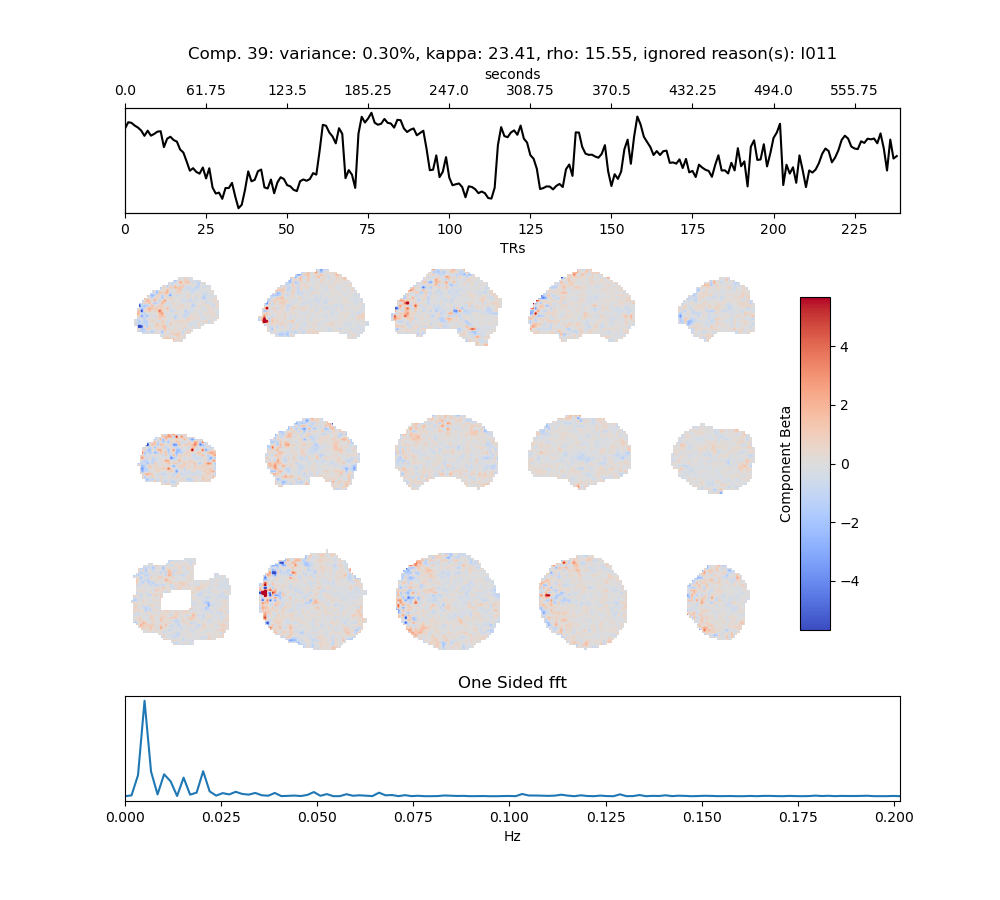 Comp. 39: variance: 0.30%, kappa: 23.41, rho: 15.55, ignored reason(s): I011
seconds
0.0 61.75 123.5 185.25 247.0 308.75 370.5 432.25 494.0 555.75
0 25 50 75 100 125 150 175 200 225
TRs
4
2
0
−2
−4
Component Beta
One Sided fft
0.000 0.025 0.050 0.075 0.100 0.125 0.150 0.175 0.200
Hz